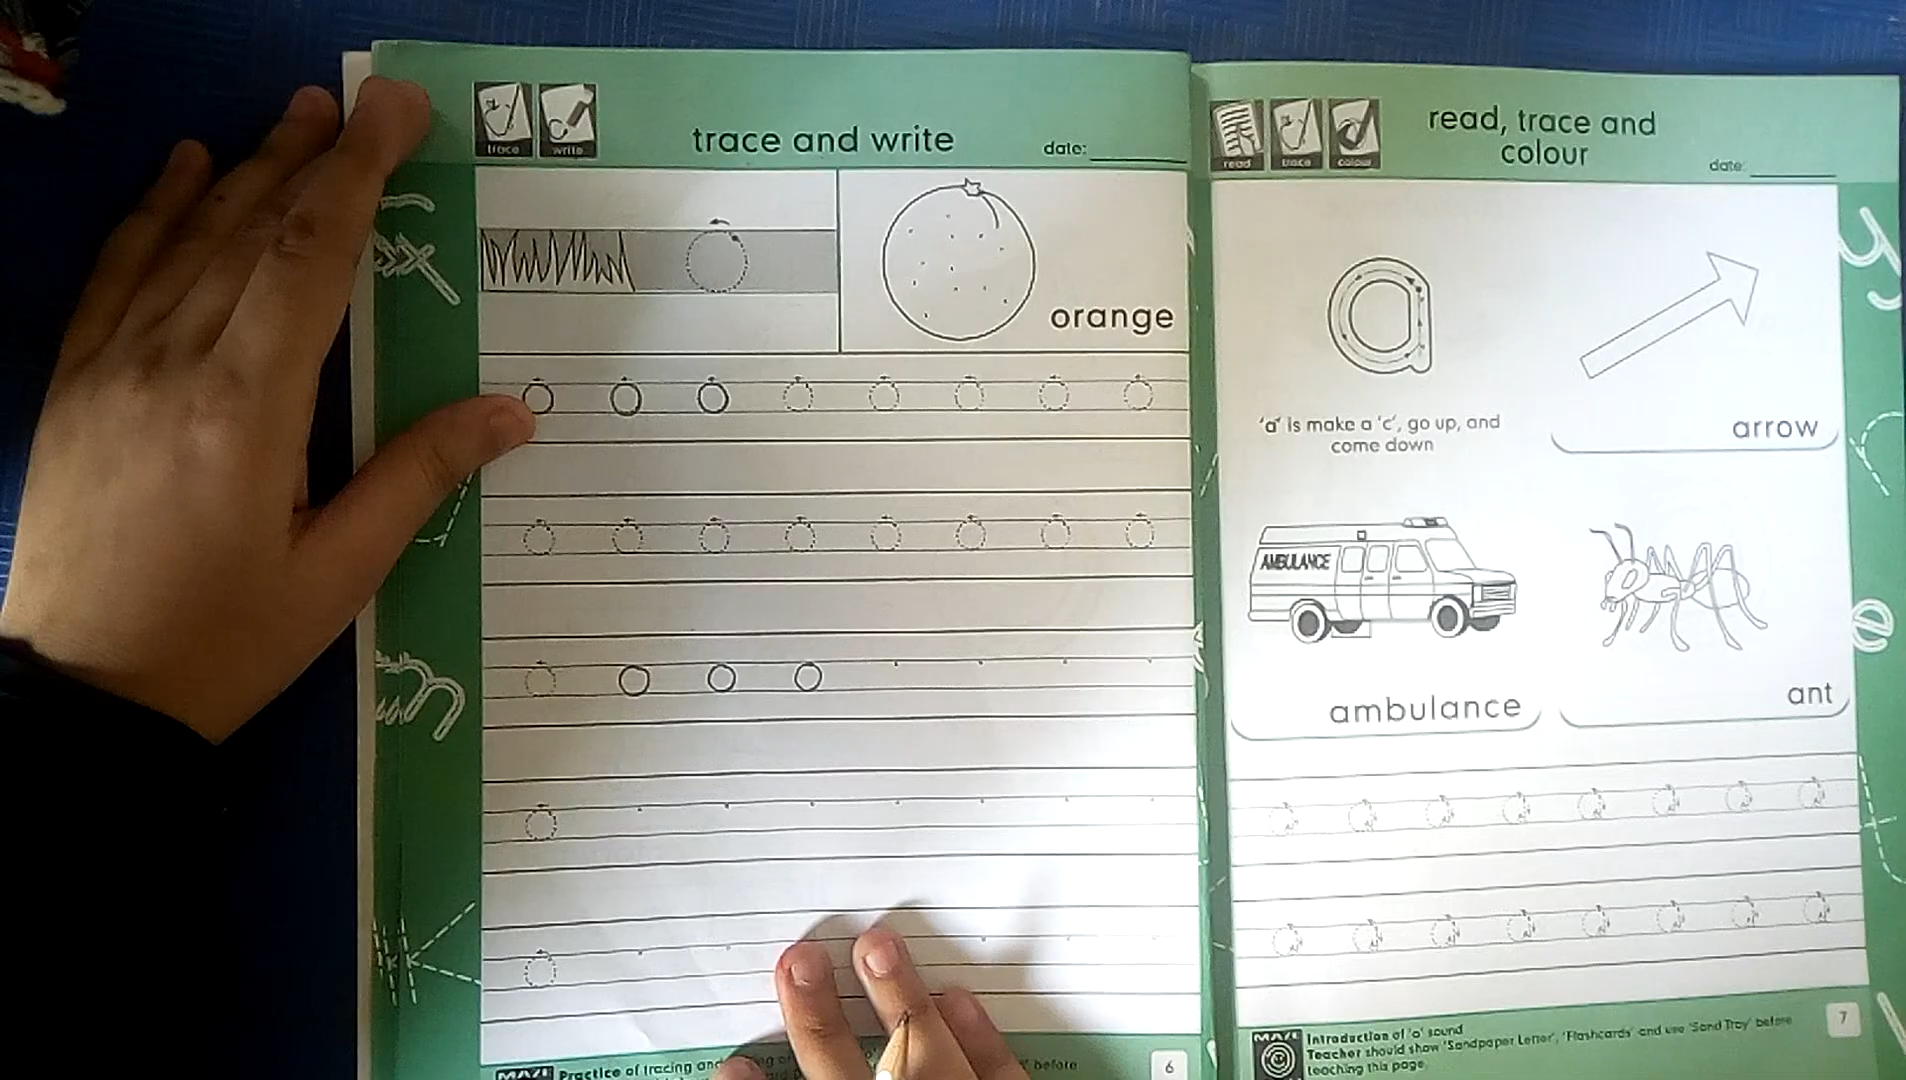 trace
write
trace and write
date:
orange
o o o o o o o o
o o o o o o o o
o o o o
o
o
MAZE Practice of tracing and
before
6
read
trace
colour
read, trace and
colour
date:
a
'a' is make a 'c', go up, and
come down
arrow
AMBULANCE
ambulance
ant
a a a a a a a a
a a a a a a a a
MAZE Introduction of 'a' sound
Teacher should show 'Sandpaper Letter', 'Flashcards' and use 'Sand Tray' before
teaching this page.
7